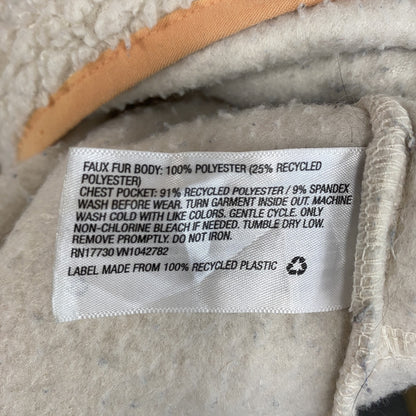 FAUX FUR BODY: 100% POLYESTER (25% RECYCLED
POLYESTER)
CHEST POCKET: 91% RECYCLED POLYESTER / 9% SPANDEX
WASH BEFORE WEAR. TURN GARMENT INSIDE OUT. MACHINE
WASH COLD WITH LIKE COLORS. GENTLE CYCLE. ONLY
NON-CHLORINE BLEACH IF NEEDED. TUMBLE DRY LOW.
REMOVE PROMPTLY. DO NOT IRON.
RN17730 VN1042782
LABEL MADE FROM 100% RECYCLED PLASTIC